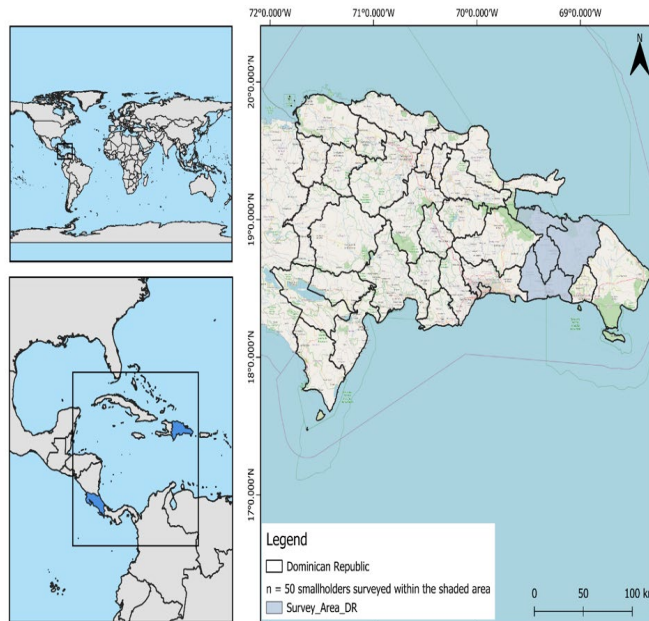 72°0.000'W 71°0.000'W 70°0.000'W 69°0.000'W
N
20°0.000'N
19°0.000'N
18°0.000'N
17°0.000'N
Legend
Dominican Republic
n = 50 smallholders surveyed within the shaded area
Survey_Area_DR
0 50 100 km